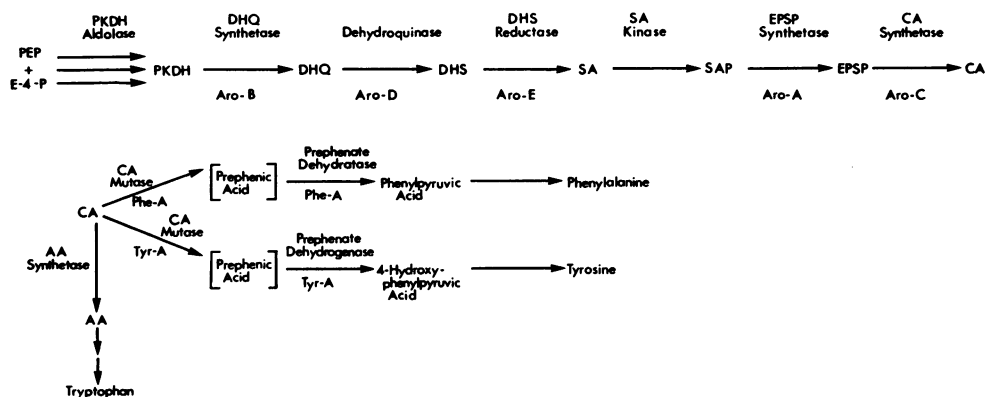 PKDH
Aldolase
DHQ
Synthetase
Dehydroquinase
DHS
Reductase
SA
Kinase
EPSP
Synthetase
CA
Synthetase
PEP
+
E-4-P
PKDH
DHQ
DHS
SA
SAP
EPSP
CA
Aro-B
Aro-D
Aro-E
Aro-A
Aro-C
CA
Mutase
Phe-A
[Prephenic
Acid]
Prephenate
Dehydratase
Phe-A
Phenylpyruvic
Acid
Phenylalanine
CA
CA
Mutase
Tyr-A
[Prephenic
Acid]
Prephenate
Dehydrogenase
Tyr-A
4-Hydroxy-
phenylpyruvic
Acid
Tyrosine
AA
Synthetase
AA
Tryptophan